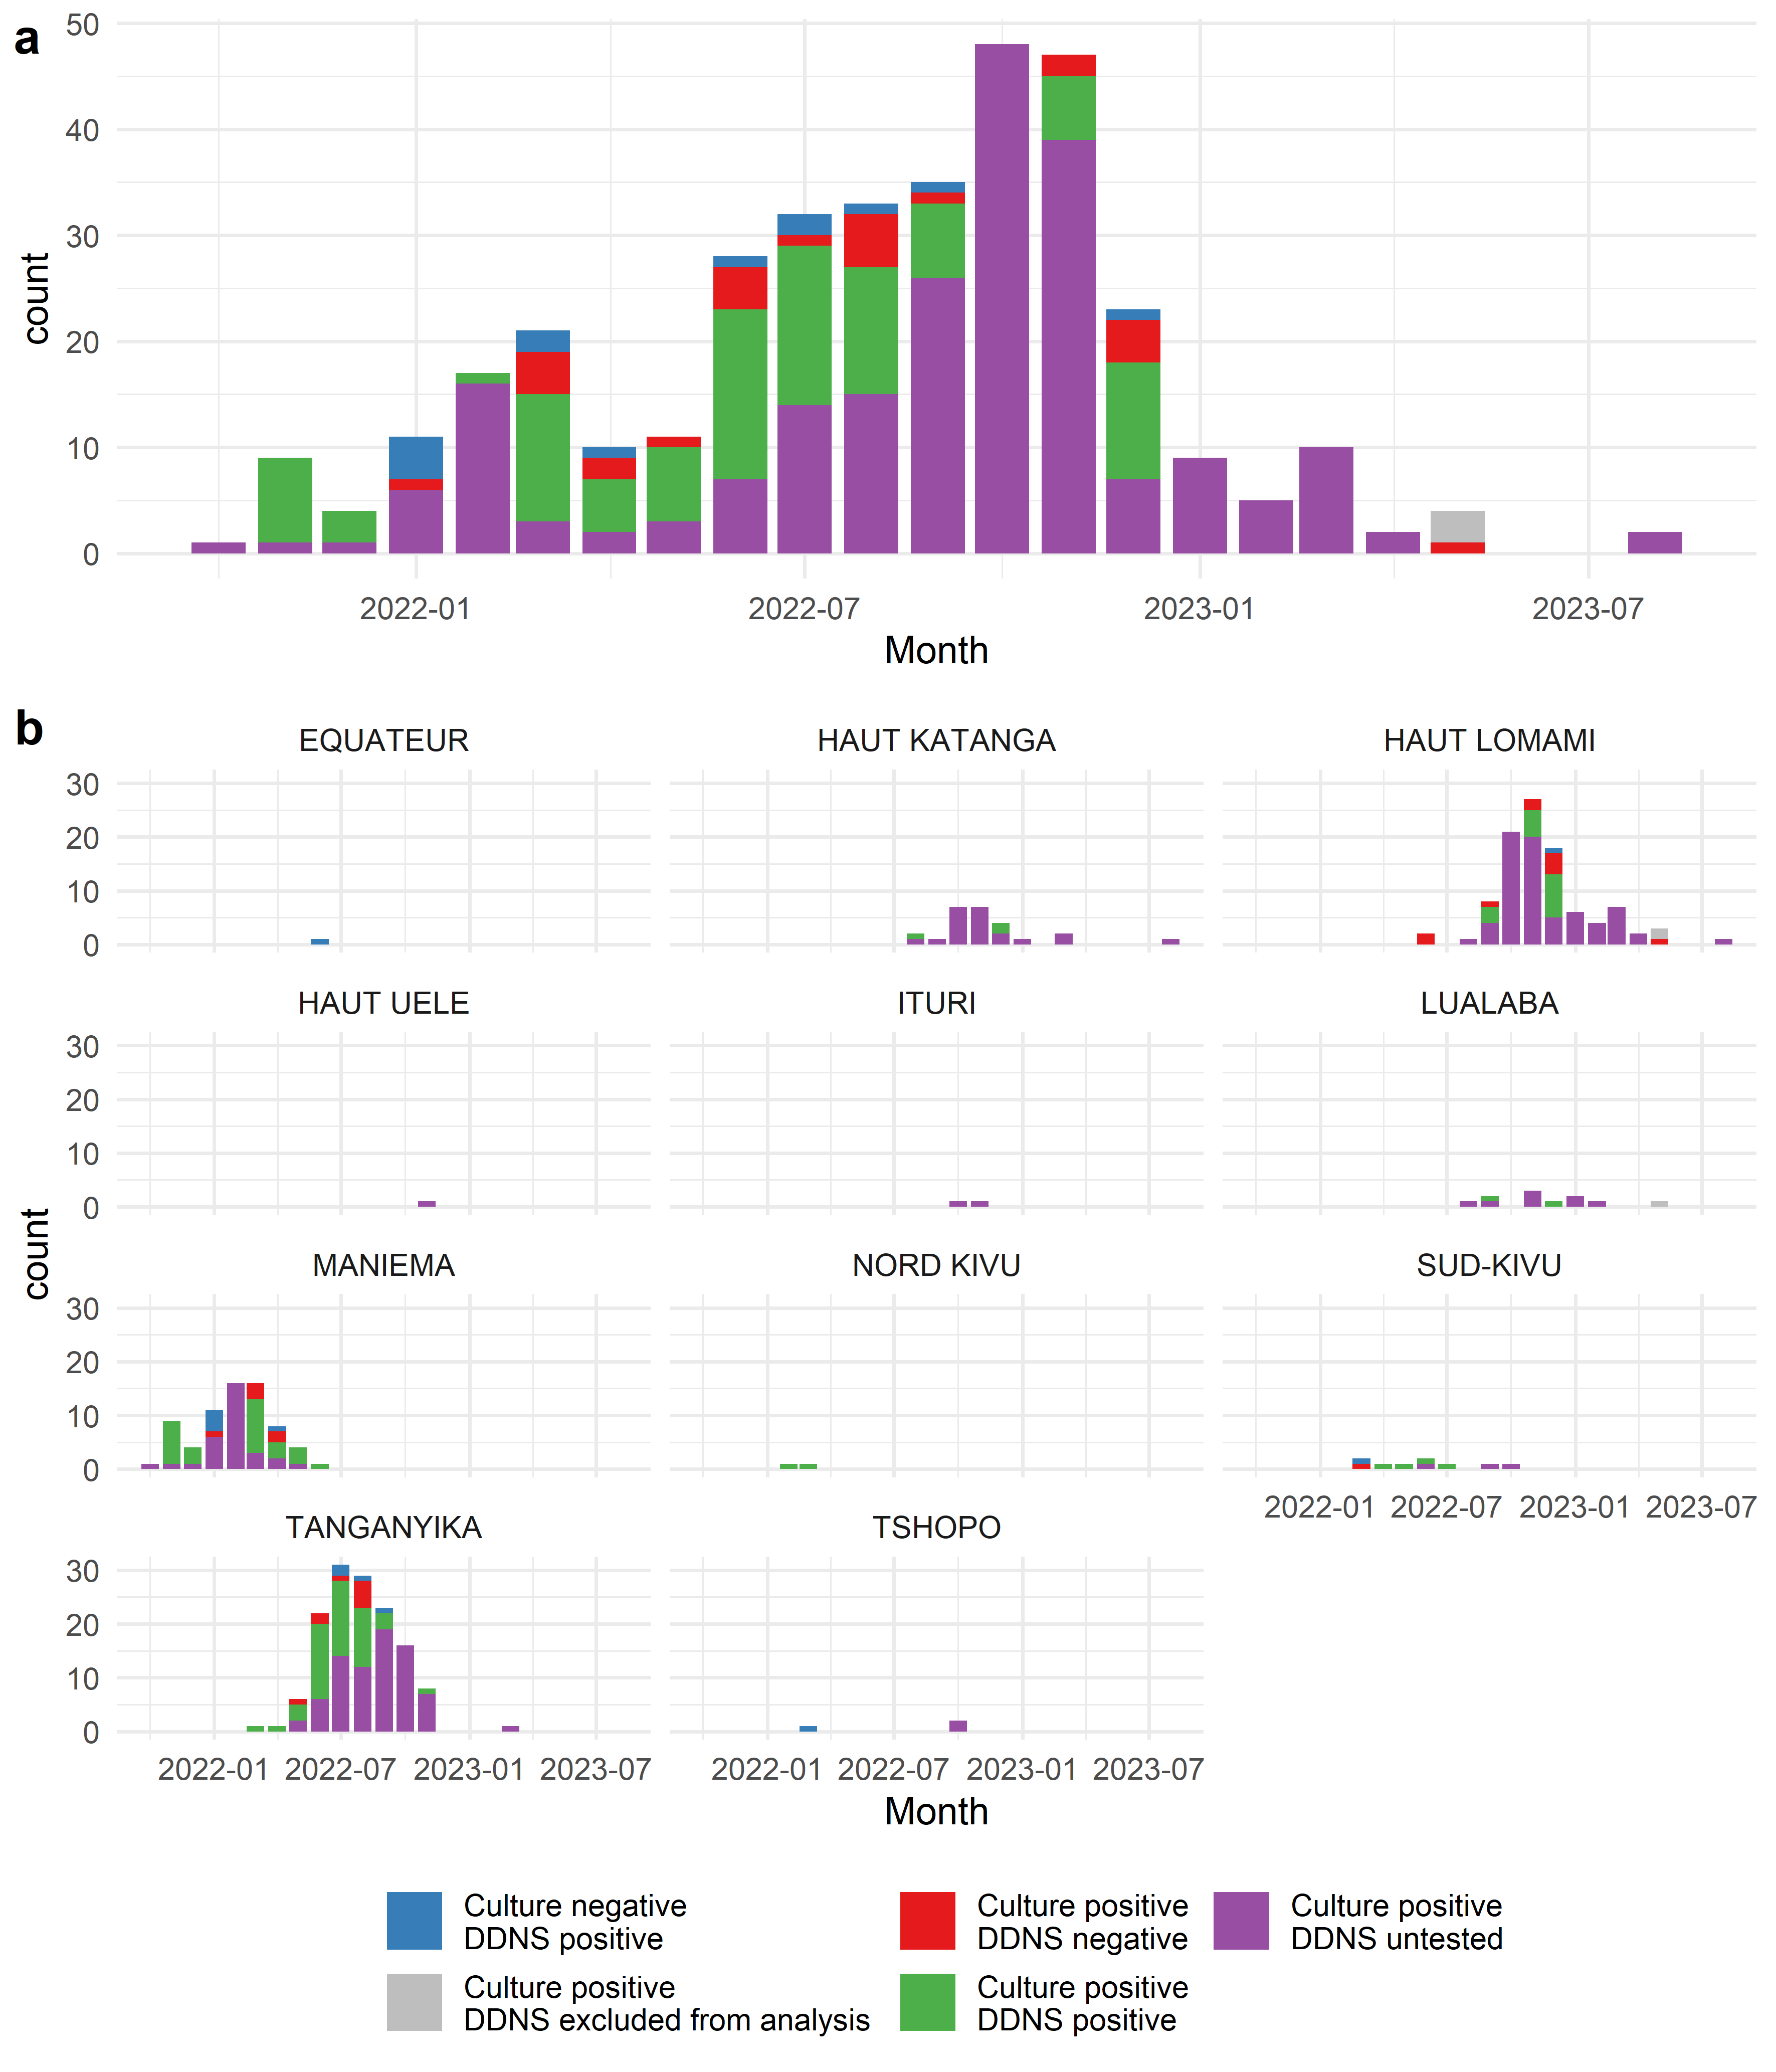 a
50
40
30
20
10
0
count
2022-01 2022-07 2023-01 2023-07
Month
b
EQUATEUR HAUT KATANGA HAUT LOMAMI
30
20
10
0
HAUT UELE ITURI LUALABA
30
20
10
0
count
MANIEMA NORD KIVU SUD-KIVU
30
20
10
0
2022-01 2022-07 2023-01 2023-07
TANGANYIKA TSHOPO
30
20
10
0
2022-01 2022-07 2023-01 2023-07 2022-01 2022-07 2023-01 2023-07
Month
Culture negative
DDNS positive
Culture positive
DDNS negative
Culture positive
DDNS untested
Culture positive
DDNS excluded from analysis
Culture positive
DDNS positive